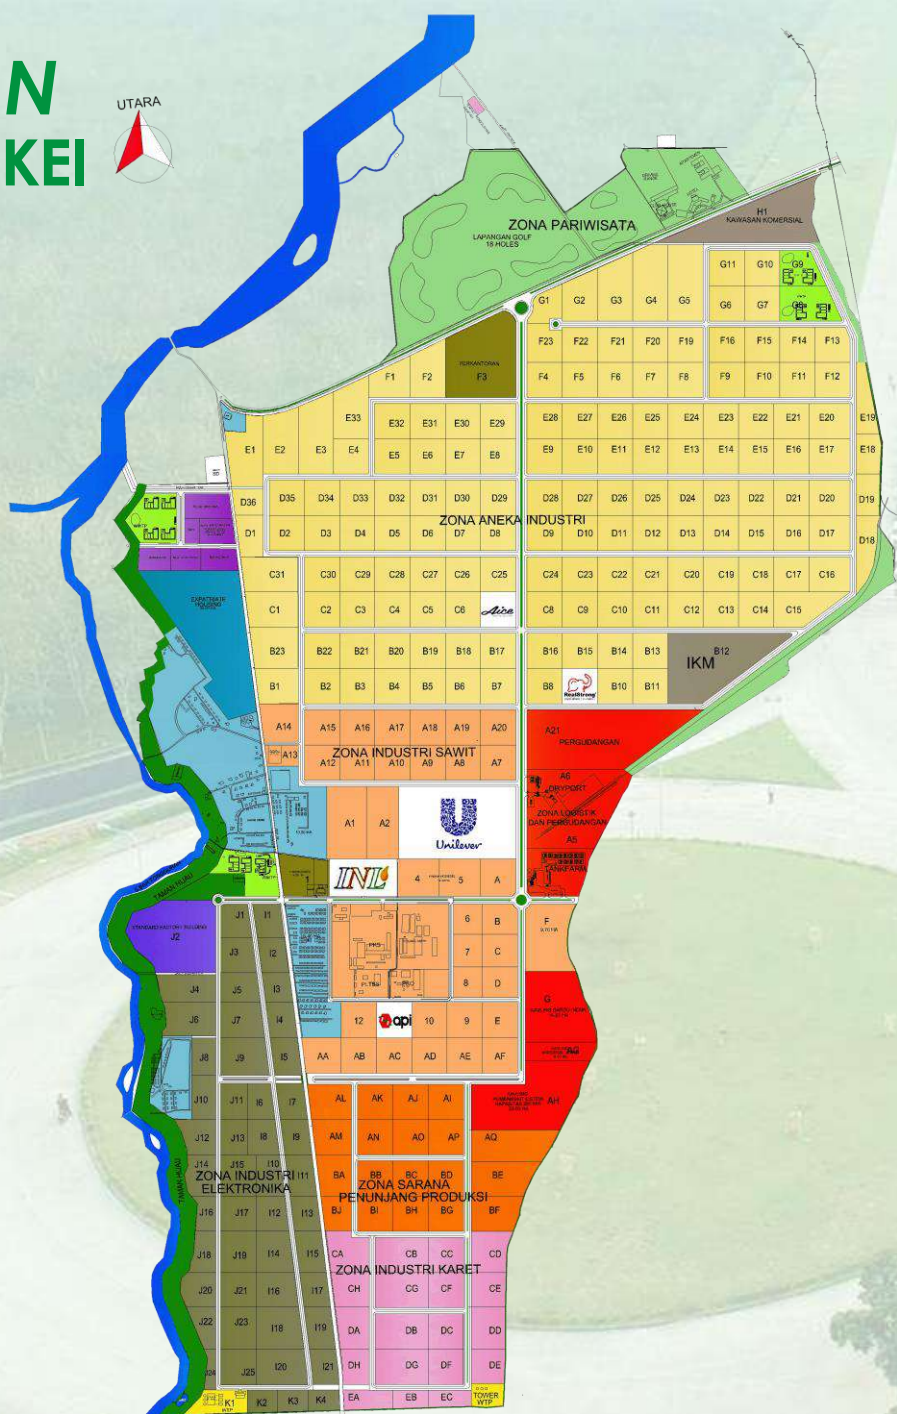 N
KEI
UTARA
ZONA PARIWISATA
LAPANGAN GOLF
18 HOLES
H1
KAWASAN KOMERSIAL
G11 G10 G9
G1 G2 G3 G4 G5 G6 G7
F23 F22 F21 F20 F19 F16 F15 F14 F13
PERKANTORAN
F1 F2 F3 F4 F5 F6 F7 F8 F9 F10 F11 F12
E33 E32 E31 E30 E29 E28 E27 E26 E25 E24 E23 E22 E21 E20 E19
E1 E2 E3 E4 E5 E6 E7 E8 E9 E10 E11 E12 E13 E14 E15 E16 E17 E18
D36 D35 D34 D33 D32 D31 D30 D29 D28 D27 D26 D25 D24 D23 D22 D21 D20 D19
ZONA ANEKA INDUSTRI
D1 D2 D3 D4 D5 D6 D7 D8 D9 D10 D11 D12 D13 D14 D15 D16 D17 D18
C31 C30 C29 C28 C27 C26 C25 C24 C23 C22 C21 C20 C19 C18 C17 C16
EXPATRIATE
HOUSING
C1 C2 C3 C4 C5 C6 Aice C8 C9 C10 C11 C12 C13 C14 C15
B23 B22 B21 B20 B19 B18 B17 B16 B15 B14 B13 B12
IKM
B1 B2 B3 B4 B5 B6 B7 B8 RealStrong B10 B11
A14 A15 A16 A17 A18 A19 A20 A21
PERGUDANGAN
ZONA INDUSTRI SAWIT
A13 A12 A11 A10 A9 A8 A7 A6
DRYPORT
ZONA LOGISTIK
DAN PERGUDANGAN
A1 A2 Unilever A5
TANKFARM
INL 4 5 A
TAMAN HIJAU
STANDARD FACTORY BUILDING
J2 J1 I1 6 B F
PKS
J3 I2 7 C
J4 J5 I3 8 D G
J6 J7 I4 12 api 10 9 E
J8 J9 I5 AA AB AC AD AE AF AG
J10 J11 I6 I7 AL AK AJ AI AH
J12 J13 I8 I9 AM AN AO AP AQ
J14 J15 I10 I11 BA BB BC BD BE
ZONA INDUSTRI
ELEKTRONIKA
ZONA SARANA
PENUNJANG PRODUKSI
TAMAN HIJAU
J16 J17 I12 I13 BJ BI BH BG BF
J18 J19 I14 I15 CA CB CC CD
ZONA INDUSTRI KARET
J20 J21 I16 I17 CH CG CF CE
J22 J23 I18 I19 DA DB DC DD
J24 J25 I20 I21 DH DG DF DE
K1 K2 K3 K4 EA EB EC TOWER
WTP WTP